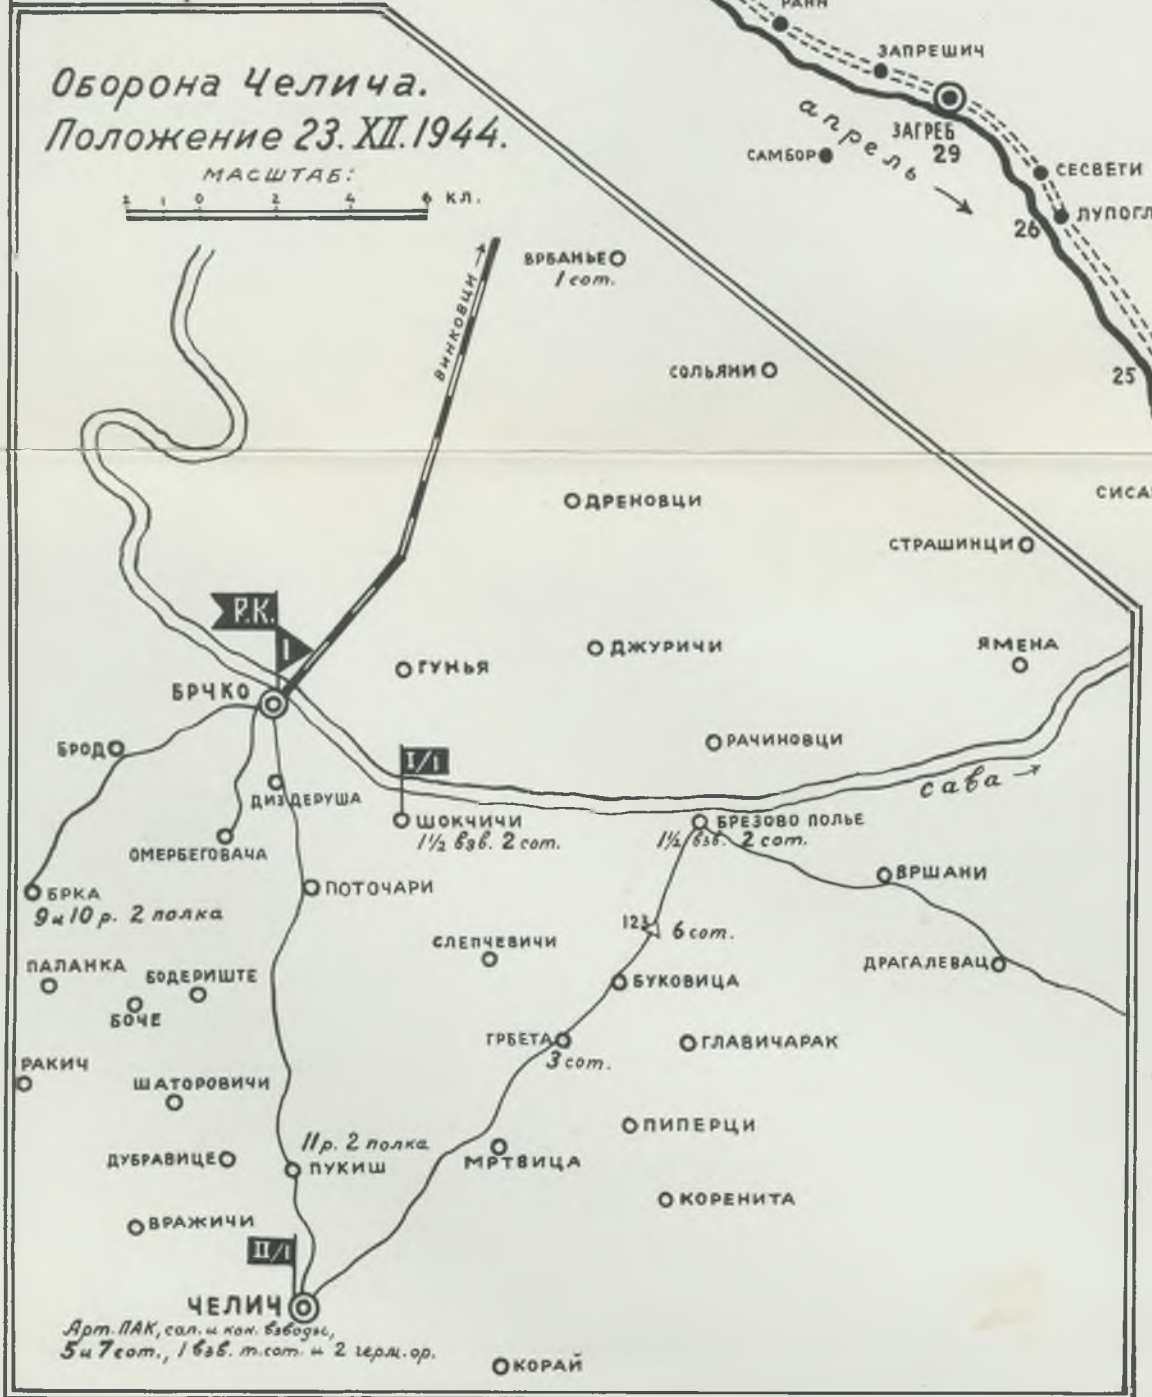 Оборона Челича.
Положение 23. XII. 1944.
МАСШТАБ:
2 1 0 2 4 6 КЛ.
РАНН
ЗАПРЕШИЧ
ЗАГРЕБ
29
САМБОР
апрель
СЕСВЕТИ
26
25
ВИНКОВЦИ
ВРБАНЬЕ
1 сот.
СОЛЬЯНИ
ДРЕНОВЦИ
СТРАШИНЦИ
Р.К.
I
ГУНЬЯ
ДЖУРИЧИ
ЯМЕНА
БРЧКО
БРОД
РАЧИНОВЦИ
I/1
сава
ДИЗДЕРУША
ШОКЧИЧИ
1½ взв. 2 сот.
БРЕЗОВО ПОЛЬЕ
1½ взв. 2 сот.
ОМЕРБЕГОВАЧА
БРКА
9 и 10 р. 2 полка
ПОТОЧАРИ
ВРШАНИ
123
6 сот.
СЛЕПЧЕВИЧИ
ДРАГАЛЕВАЦ
ПАЛАНКА
БОДЕРИШТЕ
БОЧЕ
БУКОВИЦА
ГРБЕТА
3 сот.
ГЛАВИЧАРАК
РАКИЧ
ШАТОРОВИЧИ
ПИПЕРЦИ
11 р. 2 полка
ДУБРАВИЦЕ
ПУКИШ
МРТВИЦА
КОРЕНИТА
ВРАЖИЧИ
II/1
ЧЕЛИЧ
Арт. ПАК, сап. и кон. взводы,
5 и 7 сот., 1 взв. т. сот. и 2 герм. ор.
КОРАЙ